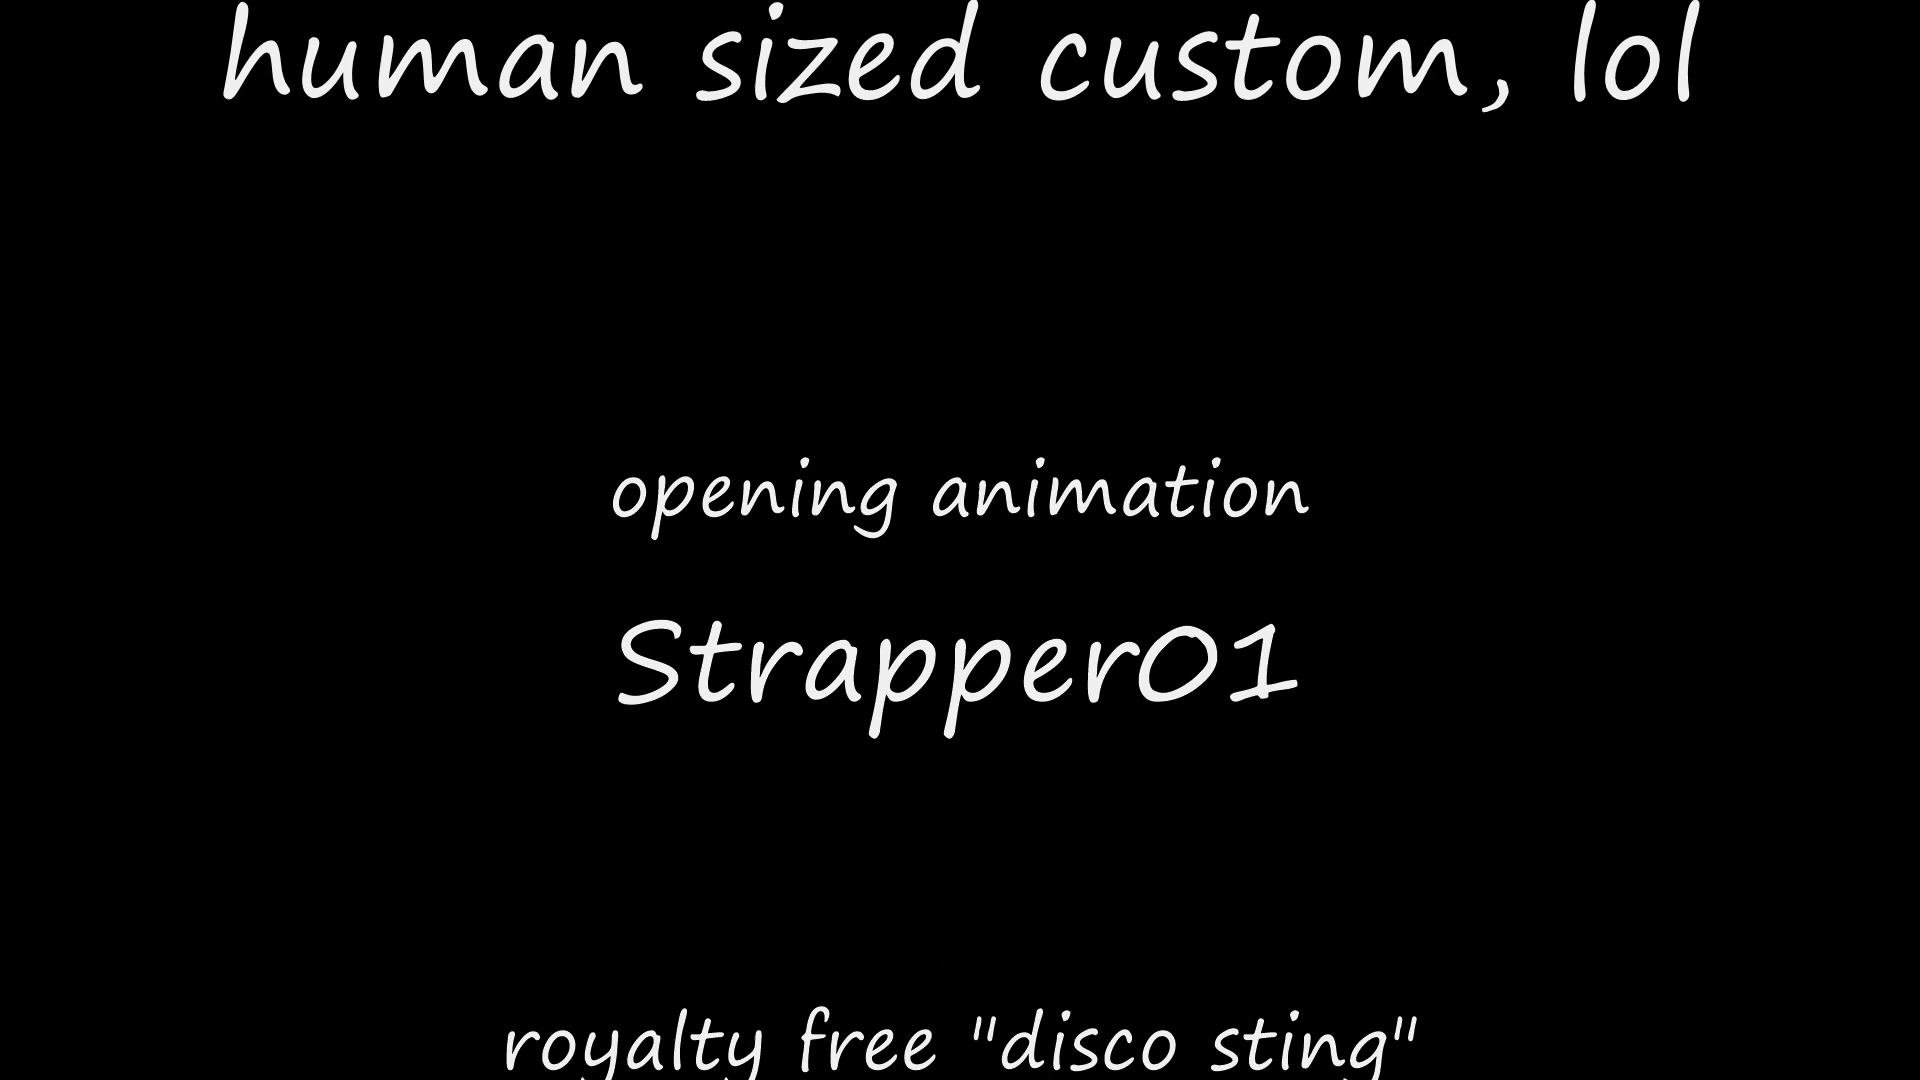 human sized custom, lol
opening animation
Strapper01
royalty free "disco sting"